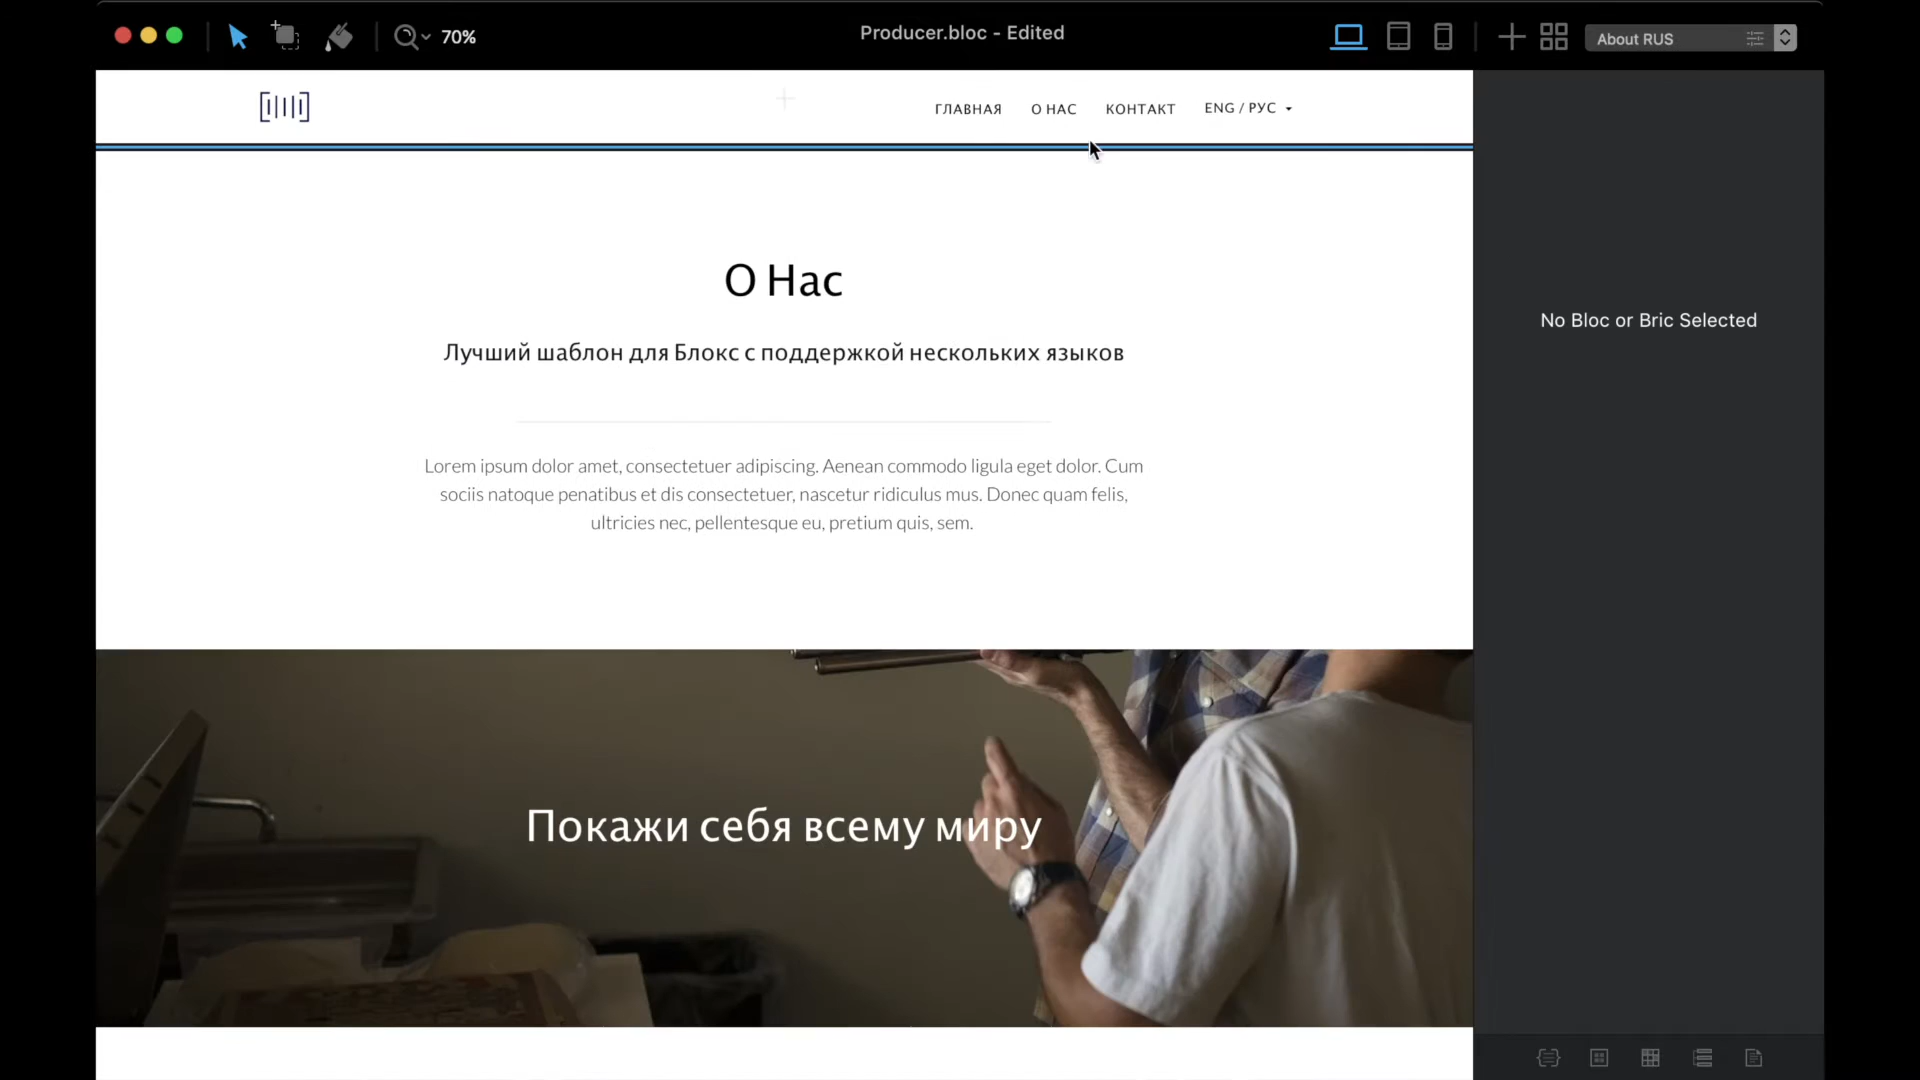 70%
Producer.bloc - Edited
About RUS
ГЛАВНАЯ О НАС КОНТАКТ ENG / РУС
О Нас
Лучший шаблон для Блокс с поддержкой нескольких языков
Lorem ipsum dolor amet, consectetuer adipiscing. Aenean commodo ligula eget dolor. Cum
sociis natoque penatibus et dis consectetuer, nascetur ridiculus mus. Donec quam felis,
ultricies nec, pellentesque eu, pretium quis, sem.
No Bloc or Bric Selected
Покажи себя всему миру